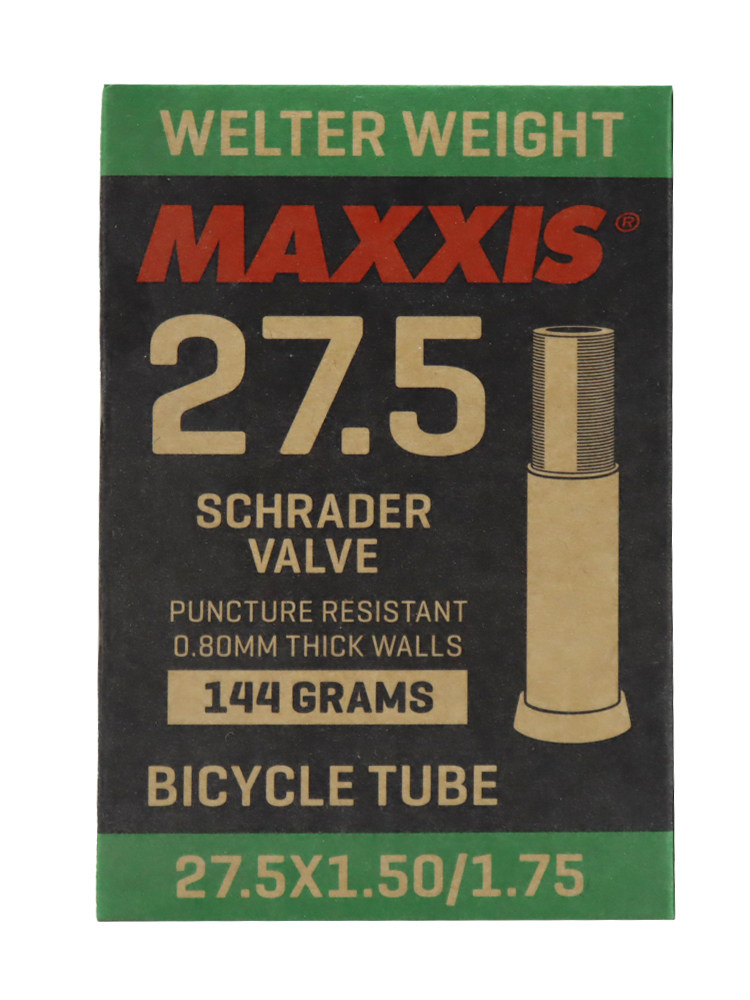 WELTER WEIGHT
MAXXIS®
27.5
SCHRADER
VALVE
PUNCTURE RESISTANT
0.80MM THICK WALLS
144 GRAMS
BICYCLE TUBE
27.5X1.50/1.75